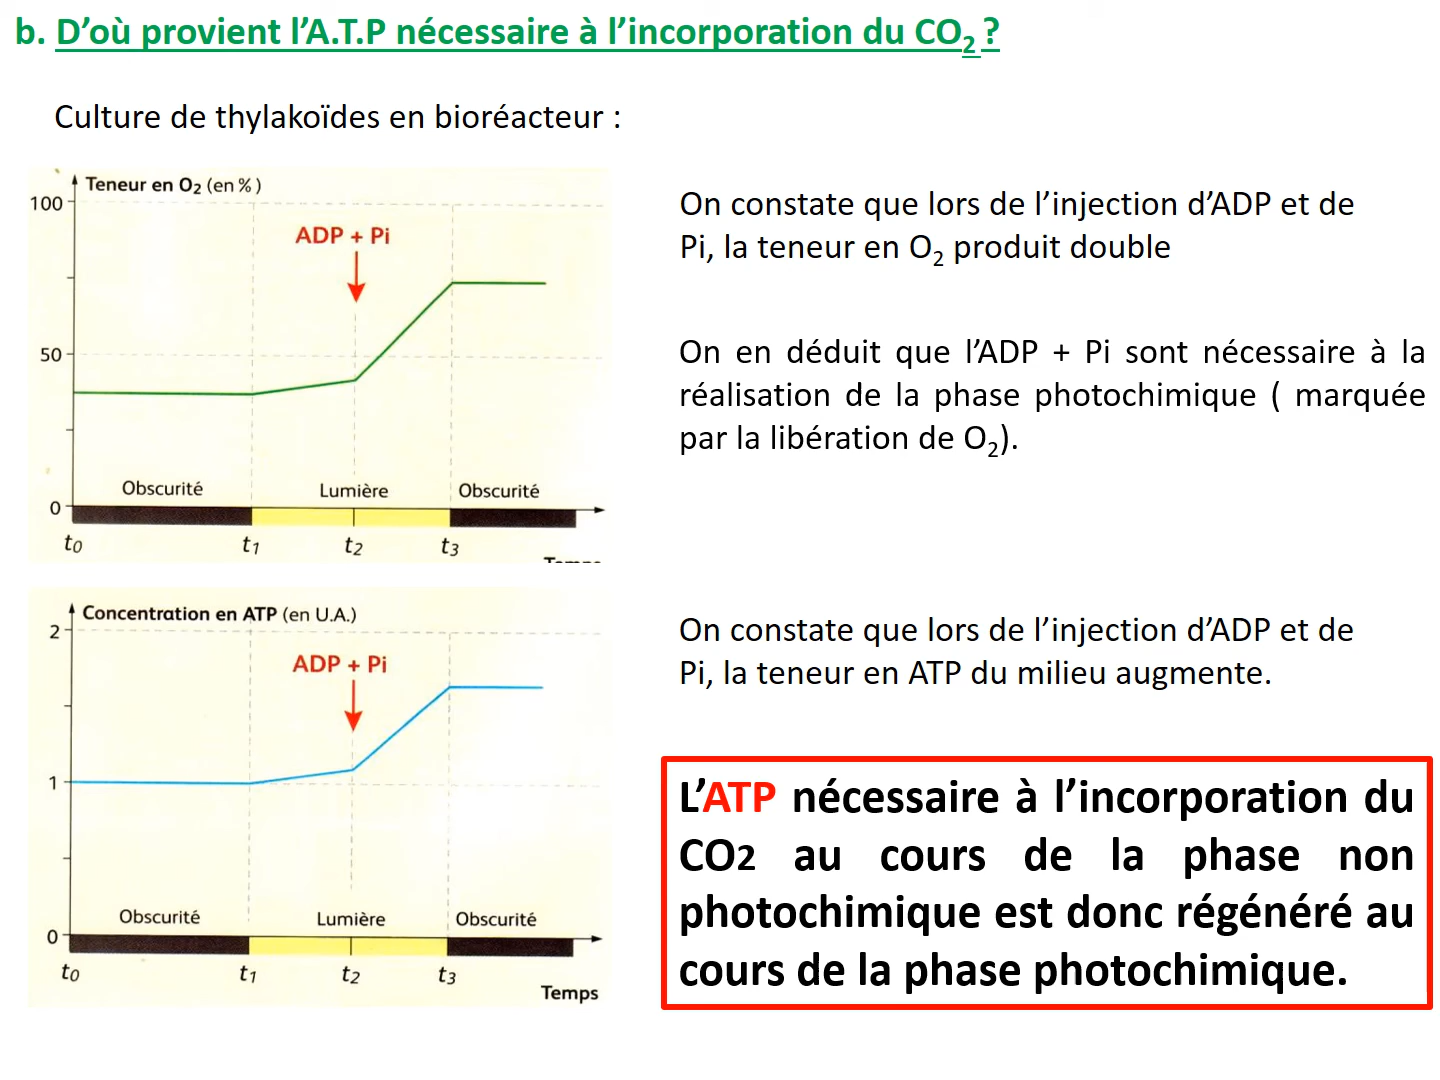 b. D'où provient l'A.T.P nécessaire à l'incorporation du CO₂ ?
Culture de thylakoïdes en bioréacteur :
Teneur en O₂ (en %)
100
ADP + Pi
50
Obscurité Lumière Obscurité
0
t0 t1 t2 t3
On constate que lors de l'injection d'ADP et de
Pi, la teneur en O₂ produit double
On en déduit que l'ADP + Pi sont nécessaire à la
réalisation de la phase photochimique ( marquée
par la libération de O₂).
Concentration en ATP (en U.A.)
2
ADP + Pi
1
Obscurité Lumière Obscurité
0
t0 t1 t2 t3
Temps
On constate que lors de l'injection d'ADP et de
Pi, la teneur en ATP du milieu augmente.
L'ATP nécessaire à l'incorporation du
CO2 au cours de la phase non
photochimique est donc régénéré au
cours de la phase photochimique.